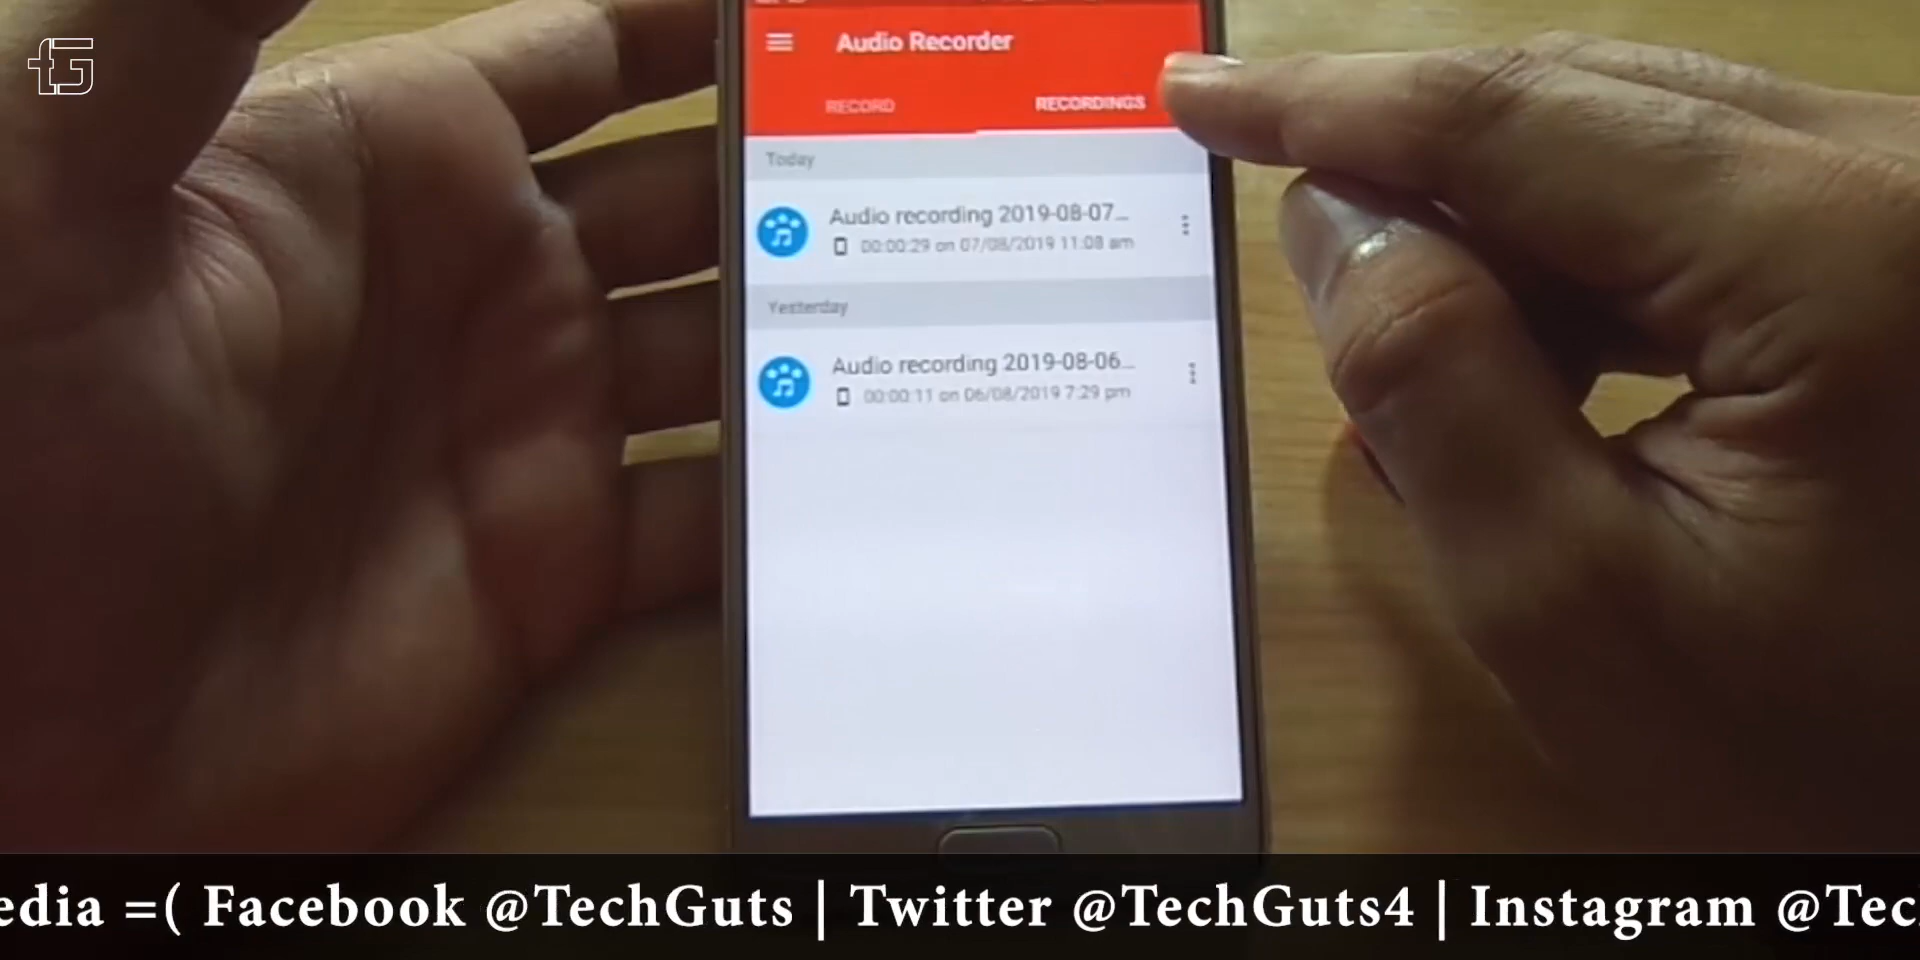 tG
Audio Recorder
RECORD
RECORDINGS
Today
Audio recording 2019-08-07...
00:00:29 on 07/08/2019 11:08 am
Yesterday
Audio recording 2019-08-06...
00:00:11 on 06/08/2019 7:29 pm
edia =( Facebook @TechGuts | Twitter @TechGuts4 | Instagram @Tec